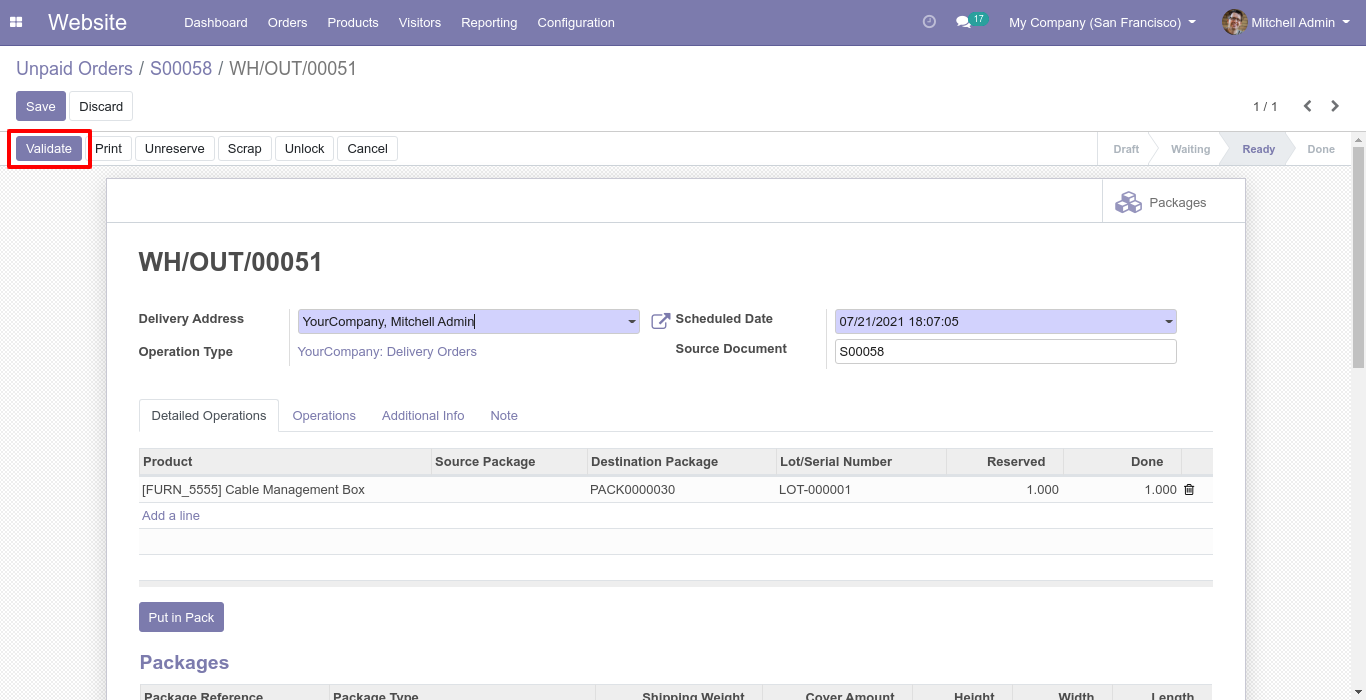 Website Dashboard Orders Products Visitors Reporting Configuration 17 My Company (San Francisco) Mitchell Admin
Unpaid Orders / S00058 / WH/OUT/00051
Save Discard 1 / 1
Validate Print Unreserve Scrap Unlock Cancel Draft Waiting Ready Done
Packages
WH/OUT/00051
Delivery Address YourCompany, Mitchell Admin Scheduled Date 07/21/2021 18:07:05
Operation Type YourCompany: Delivery Orders Source Document S00058
Detailed Operations Operations Additional Info Note
Product Source Package Destination Package Lot/Serial Number Reserved Done
[FURN_5555] Cable Management Box PACK0000030 LOT-000001 1.000 1.000
Add a line
Put in Pack
Packages
Package Reference Package Type Shipping Weight Cover Amount Height Width Length